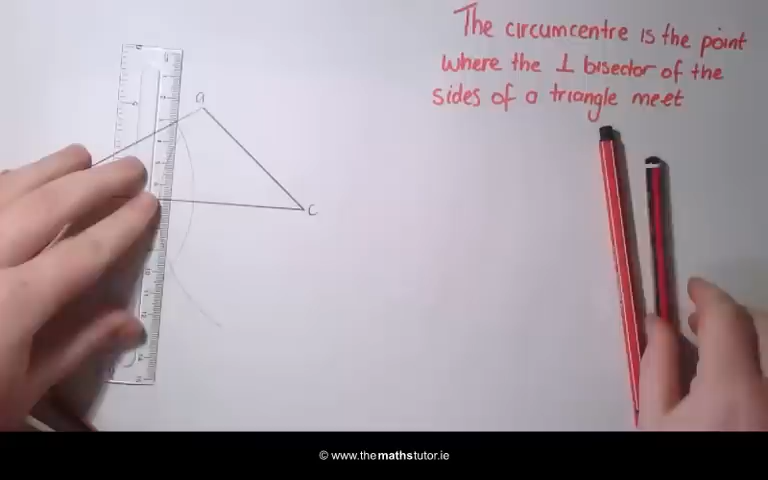 The circumcentre is the point
where the ⊥ bisector of the
sides of a triangle meet
a
C
© www.themathstutor.ie